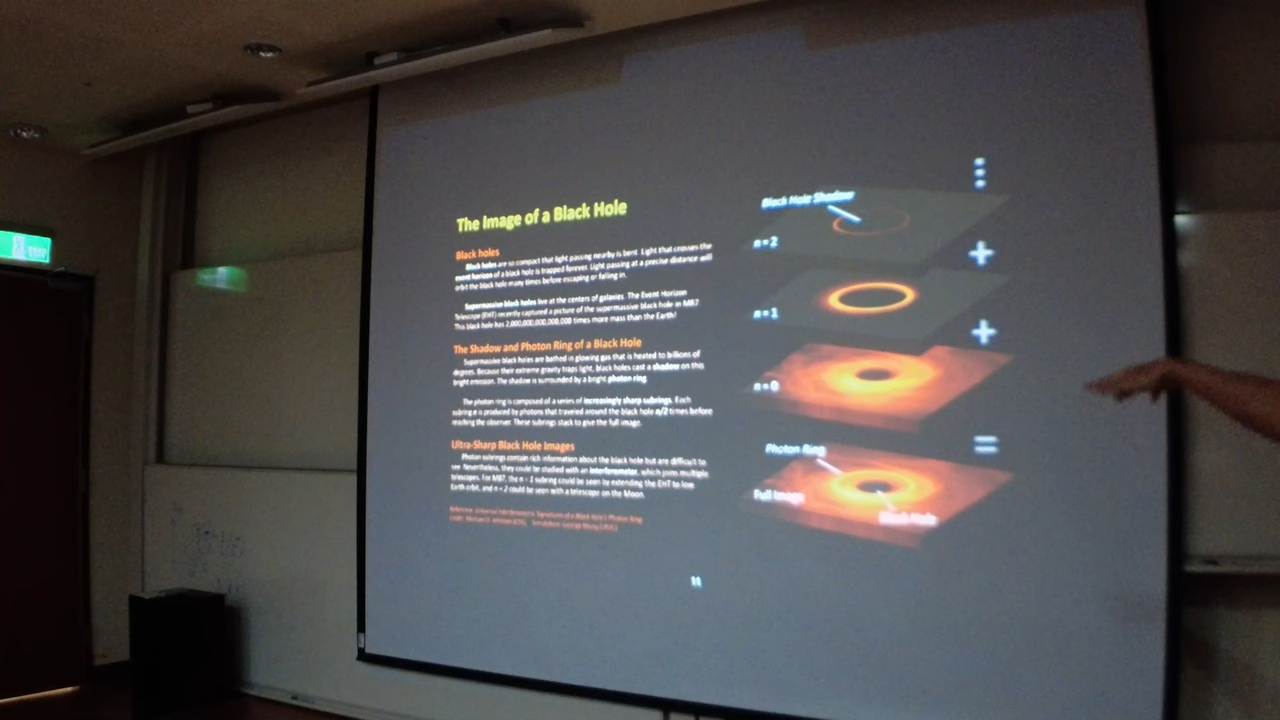 The Image of a Black Hole
Black holes
Black holes are so compact that light passing nearby is bent. Light that crosses the
event horizon of a black hole is trapped forever. Light passing at a precise distance will
orbit the black hole many times before escaping or falling in.
Supermassive black holes live at the centers of galaxies. The Event Horizon
Telescope (EHT) recently captured a picture of the supermassive black hole in M87.
This black hole has 2,000,000,000,000,000 times more mass than the Earth!
The Shadow and Photon Ring of a Black Hole
Supermassive black holes are bathed in glowing gas that is heated to billions of
degrees. Because their extreme gravity traps light, black holes cast a shadow on this
bright emission. The shadow is surrounded by a bright photon ring.
The photon ring is composed of a series of increasingly sharp subrings. Each
subring n is produced by photons that traveled around the black hole n/2 times before
reaching the observer. These subrings stack to give the full image.
Ultra-Sharp Black Hole Images
Photon subrings contain rich information about the black hole but are difficult to
see. Nevertheless, they could be studied with an interferometer, which joins multiple
telescopes. For M87, the n = 1 subring could be seen by extending the EHT to low
Earth orbit, and n = 2 could be seen with a telescope on the Moon.
Black Hole Shadow
n = 2
+
n = 1
+
n = 0
=
Photon Ring
Full Image
Black Hole
11